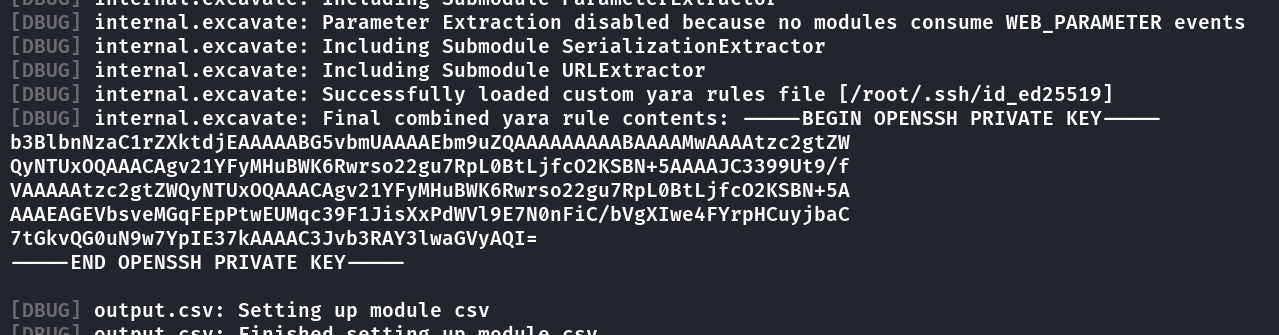 [DBUG] internal.excavate: Including Submodule ParameterExtractor
[DBUG] internal.excavate: Parameter Extraction disabled because no modules consume WEB_PARAMETER events
[DBUG] internal.excavate: Including Submodule SerializationExtractor
[DBUG] internal.excavate: Including Submodule URLExtractor
[DBUG] internal.excavate: Successfully loaded custom yara rules file [/root/.ssh/id_ed25519]
[DBUG] internal.excavate: Final combined yara rule contents: -----BEGIN OPENSSH PRIVATE KEY-----
b3BlbnNzaC1rZXktdjEAAAAABG5vbmUAAAAEbm9uZQAAAAAAAAABAAAAMwAAAAtzc2gtZW
QyNTUxOQAAACAgv21YFyMHuBWK6Rwrso22gu7RpL0BtLjfcO2KSBN+5AAAAJC3399Ut9/f
VAAAAAtzc2gtZWQyNTUxOQAAACAgv21YFyMHuBWK6Rwrso22gu7RpL0BtLjfcO2KSBN+5A
AAAEAGEVbsveMGqFEpPtwEUMqc39F1JisXxPdWVl9E7N0nFiC/bVgXIwe4FYrpHCuyjbaC
7tGkvQG0uN9w7YpIE37kAAAAC3Jvb3RAY3lwaGVyAQI=
-----END OPENSSH PRIVATE KEY-----
[DBUG] output.csv: Setting up module csv
[DBUG] output.csv: Finished setting up module csv